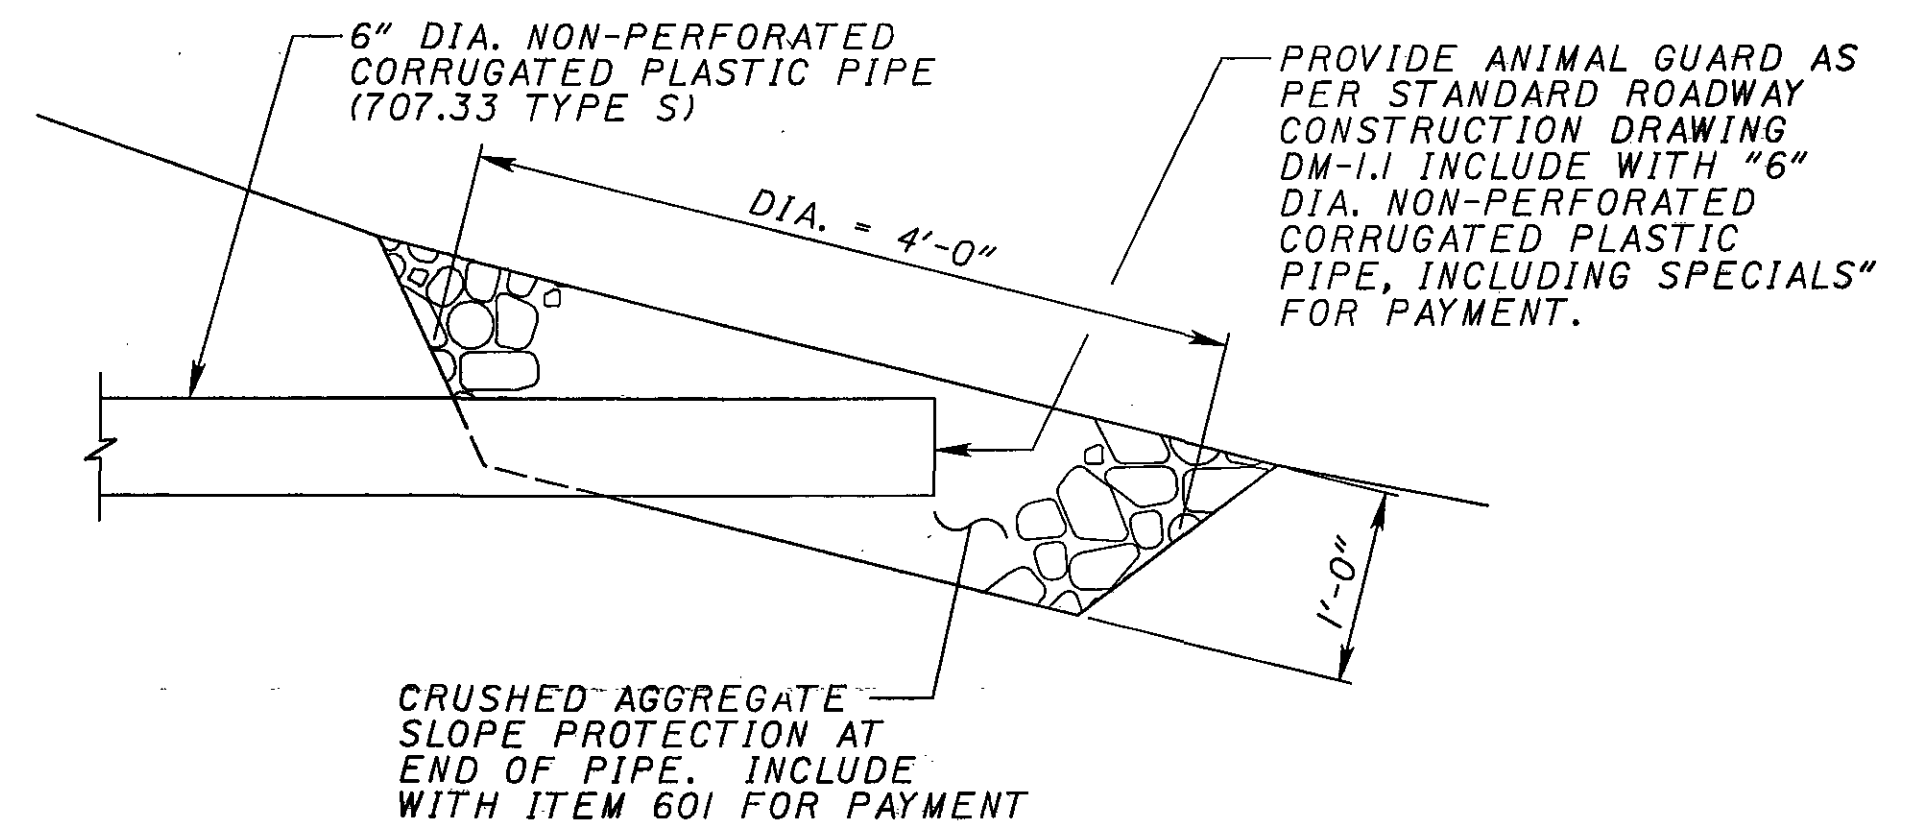 6" DIA. NON-PERFORATED
CORRUGATED PLASTIC PIPE
(707.33 TYPE S)
PROVIDE ANIMAL GUARD AS
PER STANDARD ROADWAY
CONSTRUCTION DRAWING
DM-1.1 INCLUDE WITH "6"
DIA. NON-PERFORATED
CORRUGATED PLASTIC
PIPE, INCLUDING SPECIALS"
FOR PAYMENT.
DIA. = 4'-0"
1'-0"
CRUSHED AGGREGATE
SLOPE PROTECTION AT
END OF PIPE. INCLUDE
WITH ITEM 601 FOR PAYMENT